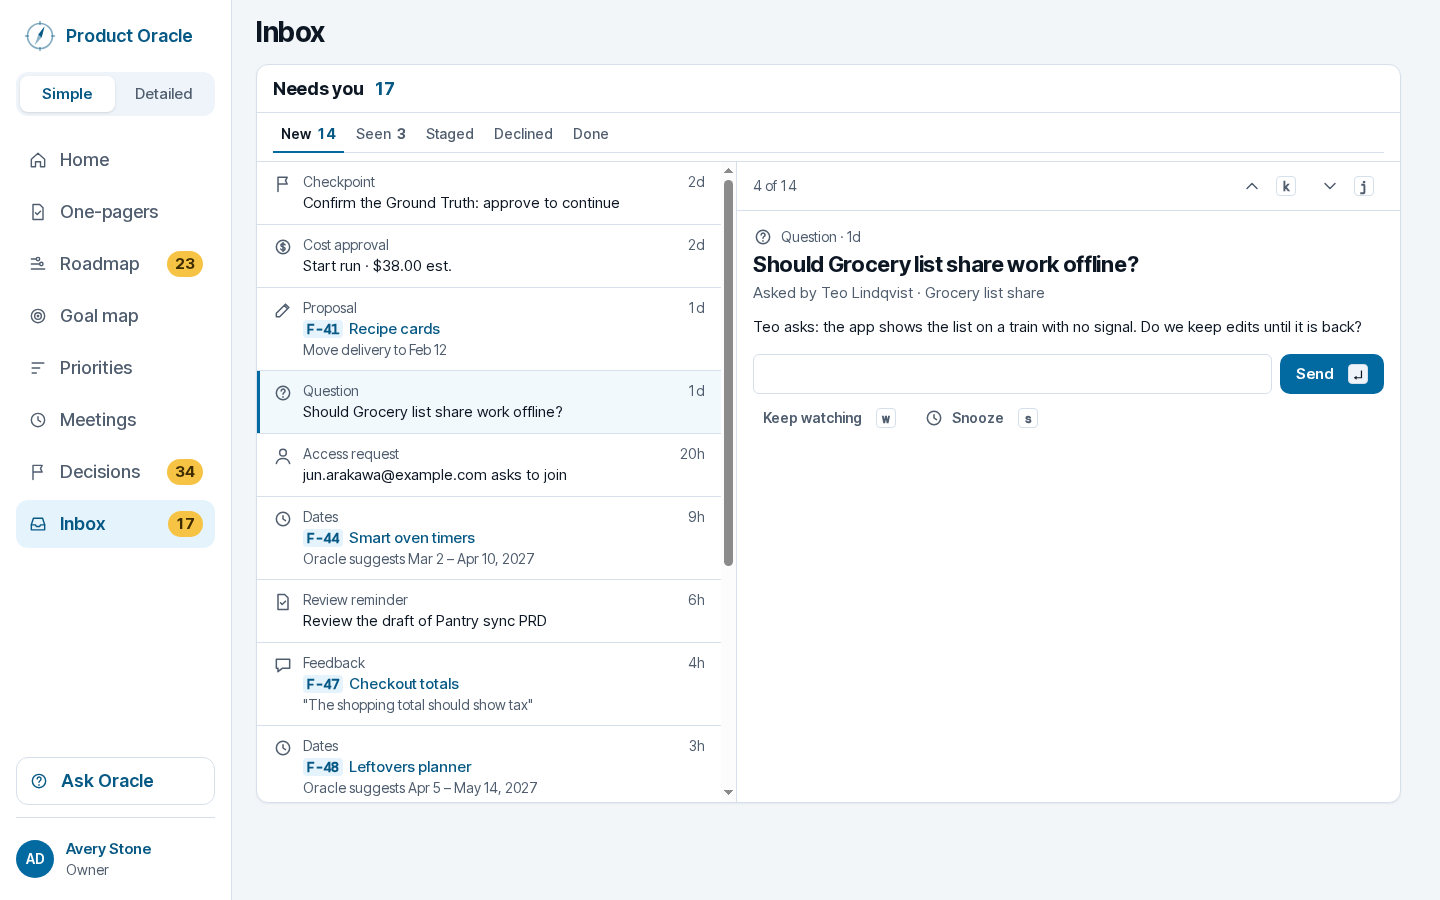 Product Oracle
Simple
Detailed
Home
One-pagers
Roadmap 23
Goal map
Priorities
Meetings
Decisions 34
Inbox 17
Ask Oracle
AD
Avery Stone
Owner
Inbox
Needs you 17
New 14 Seen 3 Staged Declined Done
Checkpoint 2d
Confirm the Ground Truth: approve to continue
Cost approval 2d
Start run · $38.00 est.
Proposal 1d
F-41 Recipe cards
Move delivery to Feb 12
Question 1d
Should Grocery list share work offline?
Access request 20h
jun.arakawa@example.com asks to join
Dates 9h
F-44 Smart oven timers
Oracle suggests Mar 2 – Apr 10, 2027
Review reminder 6h
Review the draft of Pantry sync PRD
Feedback 4h
F-47 Checkout totals
"The shopping total should show tax"
Dates 3h
F-48 Leftovers planner
Oracle suggests Apr 5 – May 14, 2027
4 of 14 k j
Question · 1d
Should Grocery list share work offline?
Asked by Teo Lindqvist · Grocery list share
Teo asks: the app shows the list on a train with no signal. Do we keep edits until it is back?
Send ↵
Keep watching w Snooze s